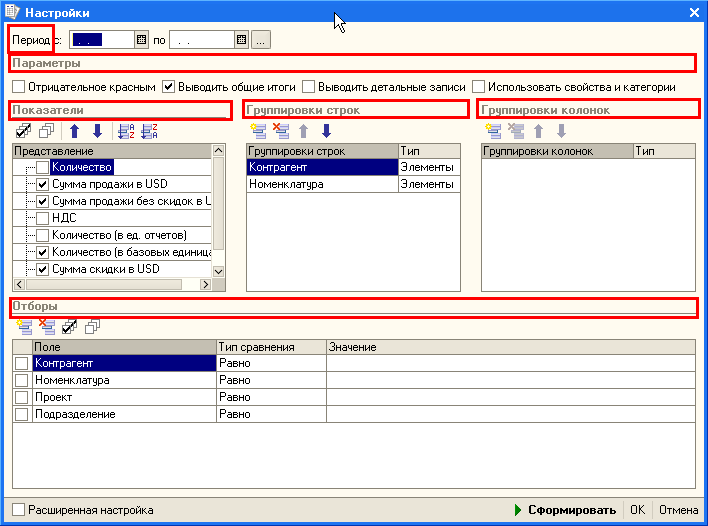 Настройки
Период с: . . по . . ...
Параметры
Отрицательное красным Выводить общие итоги Выводить детальные записи Использовать свойства и категории
Показатели Группировки строк Группировки колонок
Представление Группировки строк Тип Группировки колонок Тип
Количество Контрагент Элементы
Сумма продажи в USD Номенклатура Элементы
Сумма продажи без скидок в U
НДС
Количество (в ед. отчетов)
Количество (в базовых единица
Сумма скидки в USD
Отборы
Поле Тип сравнения Значение
Контрагент Равно
Номенклатура Равно
Проект Равно
Подразделение Равно
Расширенная настройка Сформировать OK Отмена